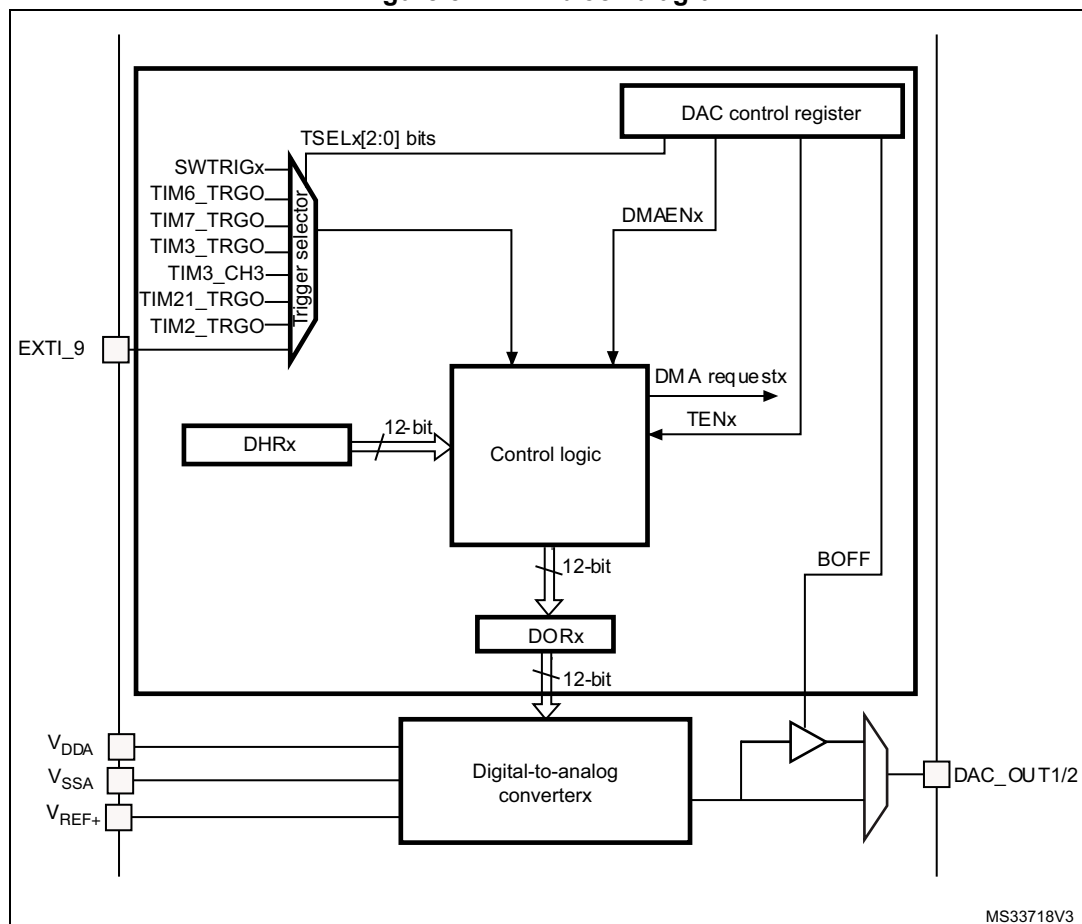 DAC control register
TSELx[2:0] bits
SWTRIGx
TIM6_TRGO
TIM7_TRGO
TIM3_TRGO
TIM3_CH3
TIM21_TRGO
TIM2_TRGO
Trigger selector
DMAENx
EXTI_9
DMA requestx
TENx
DHRx
12-bit
Control logic
BOFF
12-bit
DORx
12-bit
VDDA
VSSA
VREF+
Digital-to-analog
converterx
DAC_OUT1/2
MS33718V3